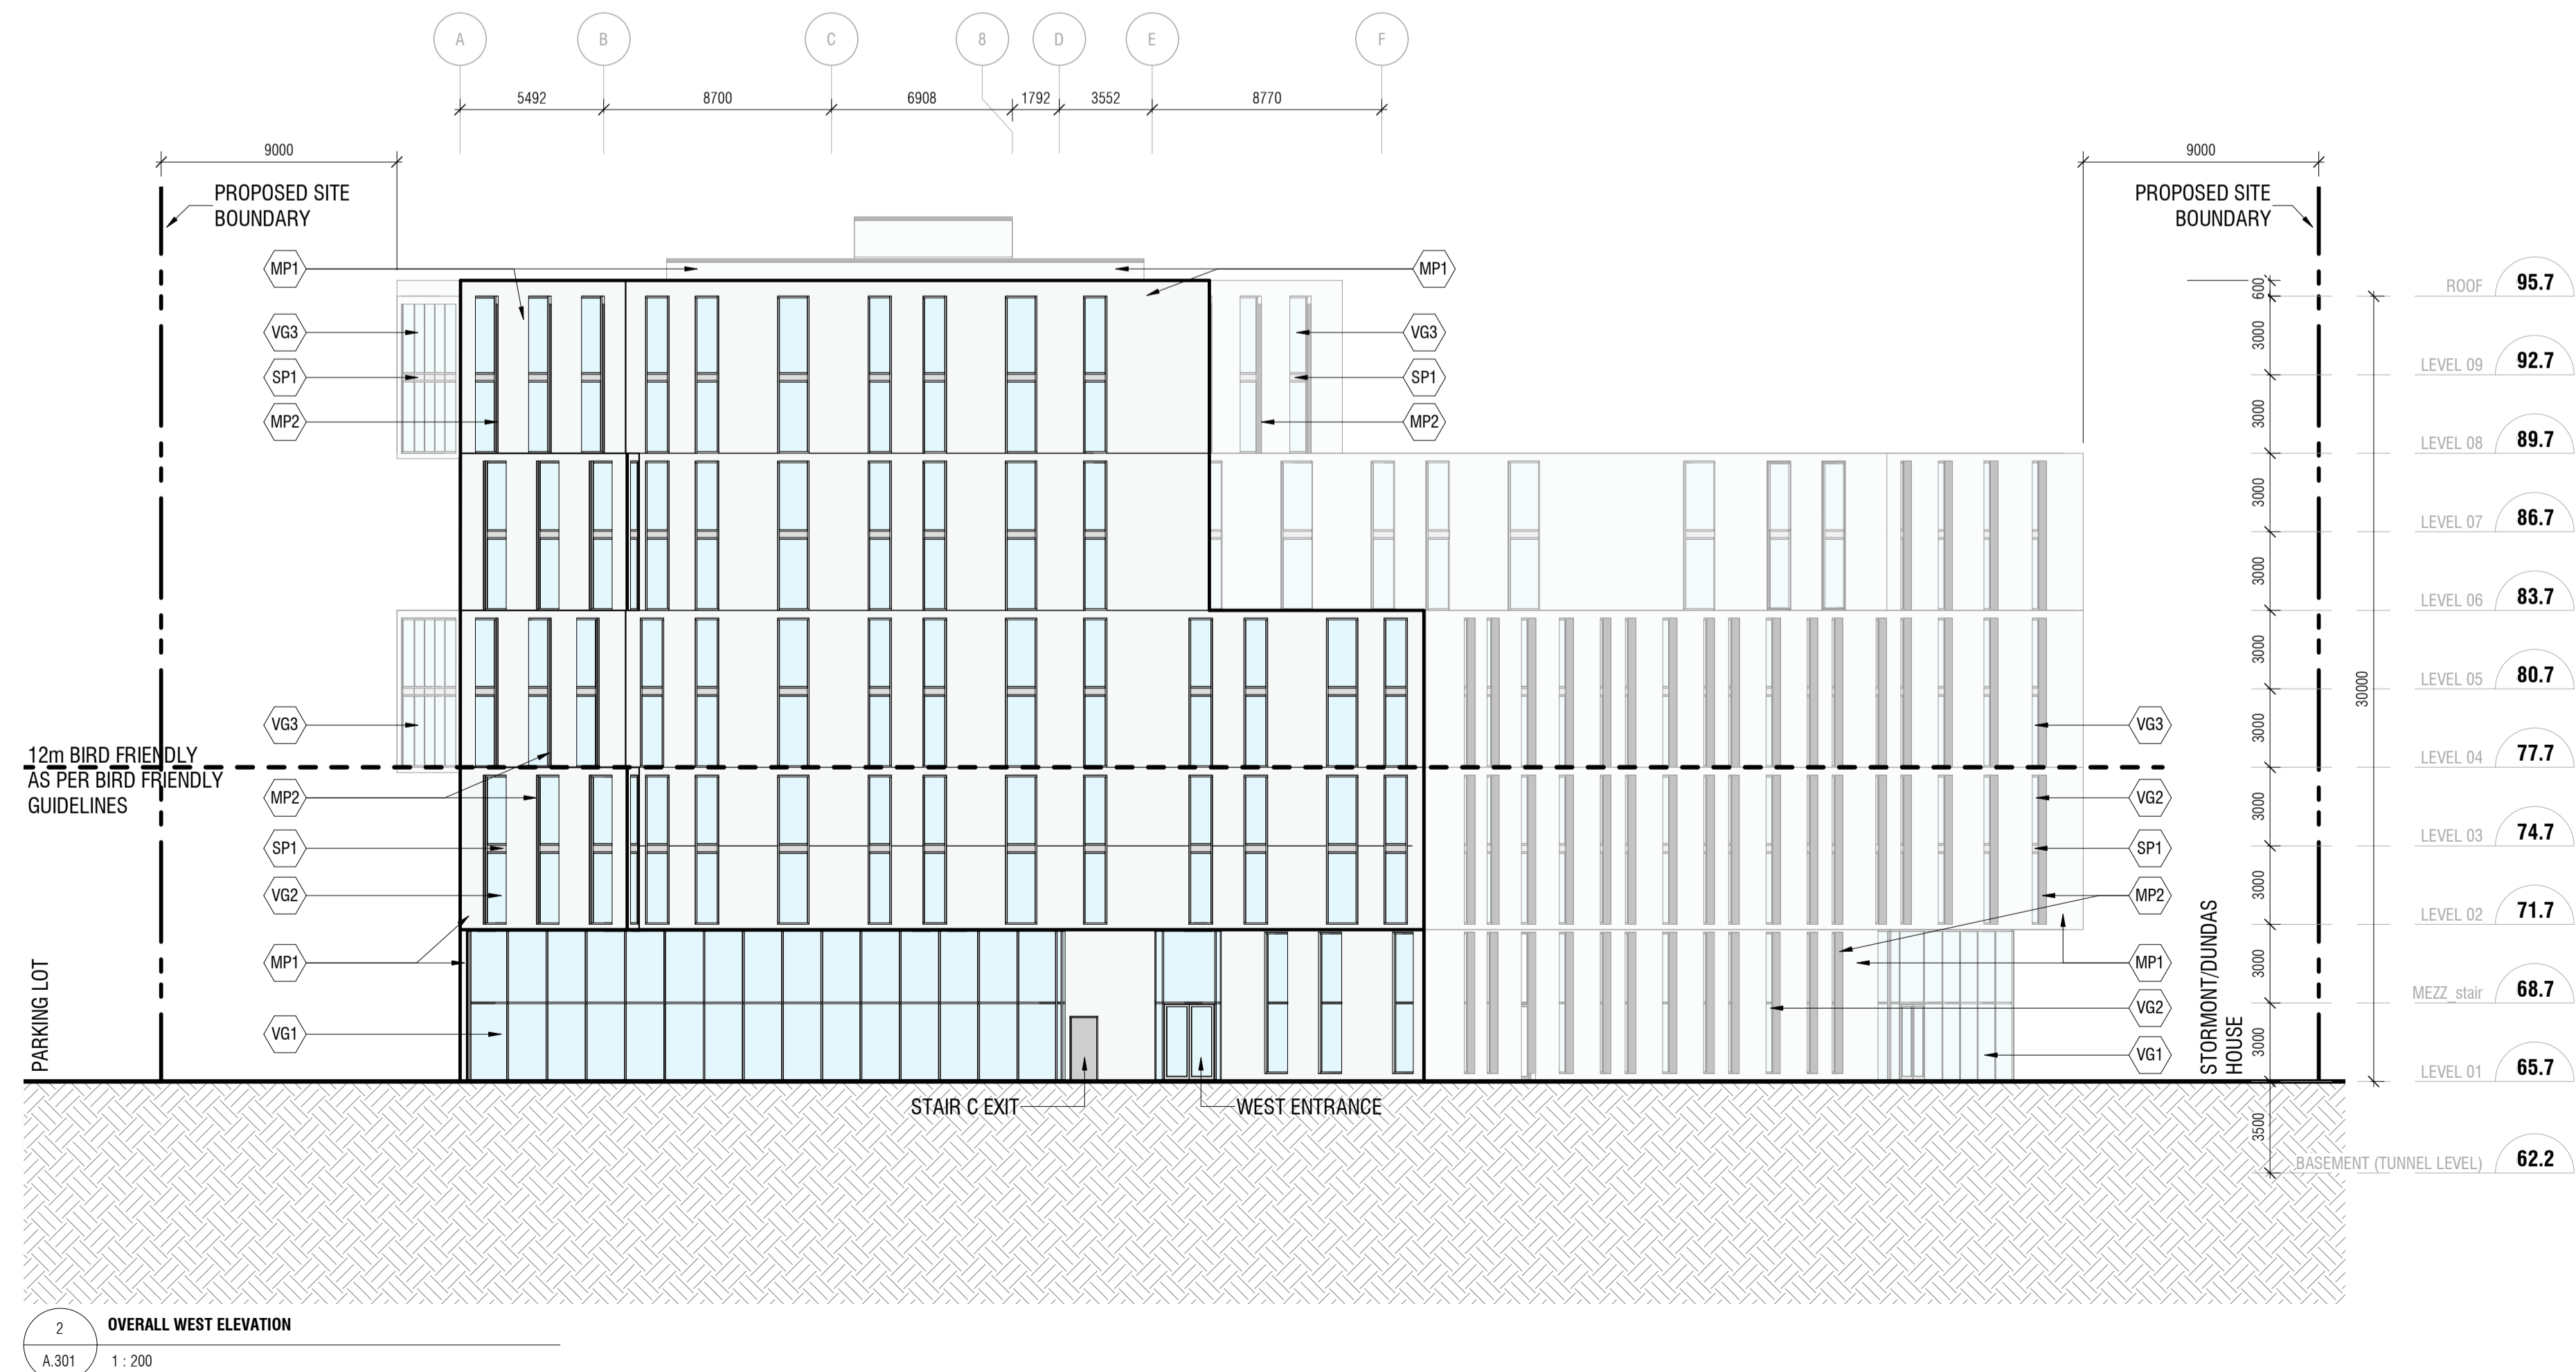 A B C 8 D E F
5492 8700 6908 1792 3552 8770
9000 9000
PROPOSED SITE
BOUNDARY
PROPOSED SITE
BOUNDARY
MP1
VG3
SP1
MP2
VG3
12m BIRD FRIENDLY
AS PER BIRD FRIENDLY
GUIDELINES
MP2
SP1
VG2
MP1
VG1
PARKING LOT
MP1
VG3
SP1
MP2
VG3
VG2
SP1
MP2
MP1
VG2
VG1
STORMONT/DUNDAS
HOUSE
STAIR C EXIT
WEST ENTRANCE
600
3000
3000
3000
3000
3000
3000
3000
3000
3000
3000
3500
30000
ROOF 95.7
LEVEL 09 92.7
LEVEL 08 89.7
LEVEL 07 86.7
LEVEL 06 83.7
LEVEL 05 80.7
LEVEL 04 77.7
LEVEL 03 74.7
LEVEL 02 71.7
MEZZ_stair 68.7
LEVEL 01 65.7
BASEMENT (TUNNEL LEVEL) 62.2
2 OVERALL WEST ELEVATION
A.301 1 : 200